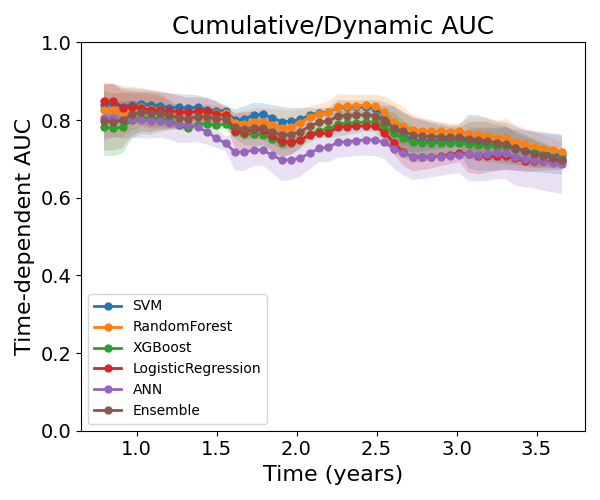 Cumulative/Dynamic AUC
Time-dependent AUC
1.0
0.8
0.6
0.4
0.2
0.0
SVM
RandomForest
XGBoost
LogisticRegression
ANN
Ensemble
1.0 1.5 2.0 2.5 3.0 3.5
Time (years)